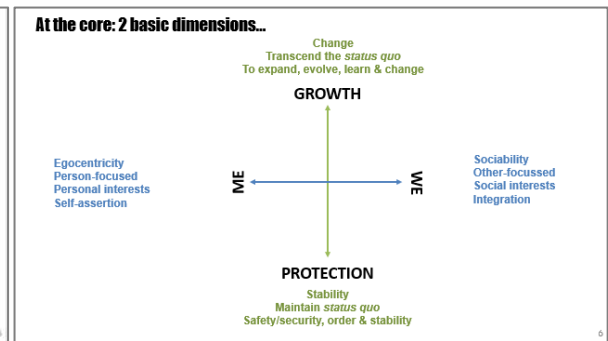 At the core: 2 basic dimensions...
Change
Transcend the status quo
To expand, evolve, learn & change
GROWTH
Egocentricity
Person-focused
Personal interests
Self-assertion
ME
WE
Sociability
Other-focussed
Social interests
Integration
PROTECTION
Stability
Maintain status quo
Safety/security, order & stability
6